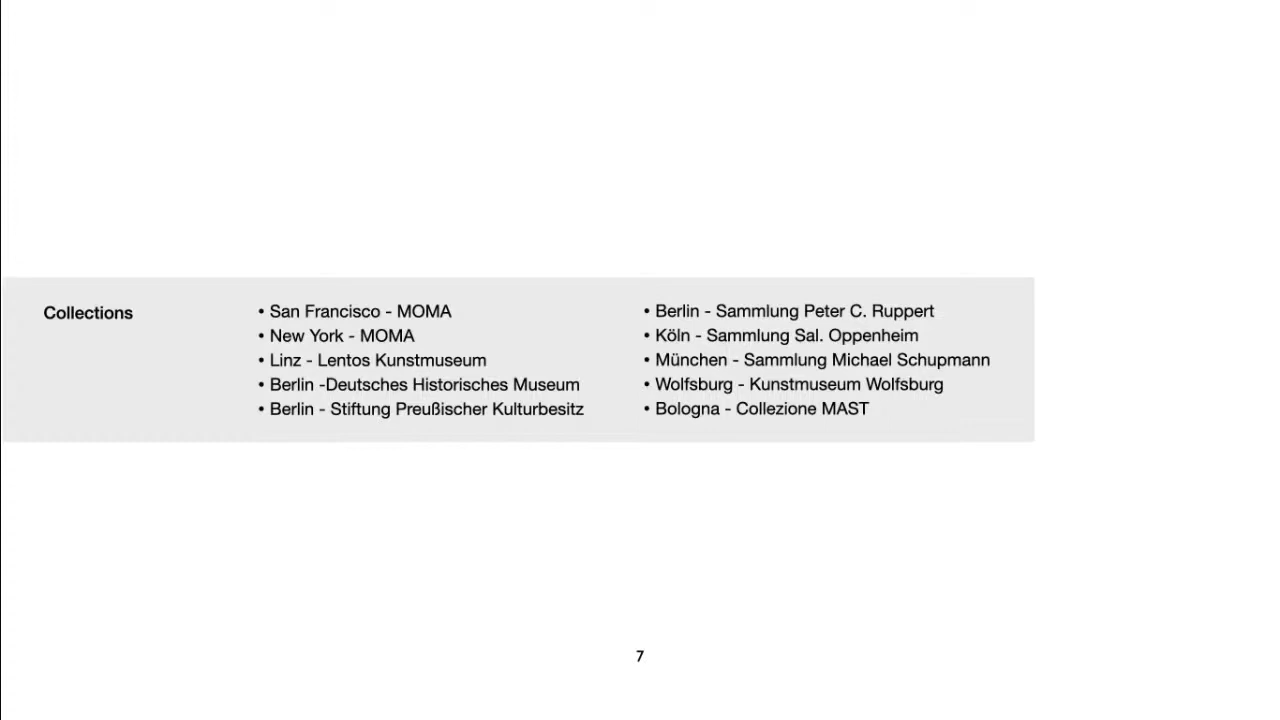 Collections
• San Francisco - MOMA
• New York - MOMA
• Linz - Lentos Kunstmuseum
• Berlin -Deutsches Historisches Museum
• Berlin - Stiftung Preußischer Kulturbesitz
• Berlin - Sammlung Peter C. Ruppert
• Köln - Sammlung Sal. Oppenheim
• München - Sammlung Michael Schupmann
• Wolfsburg - Kunstmuseum Wolfsburg
• Bologna - Collezione MAST
7